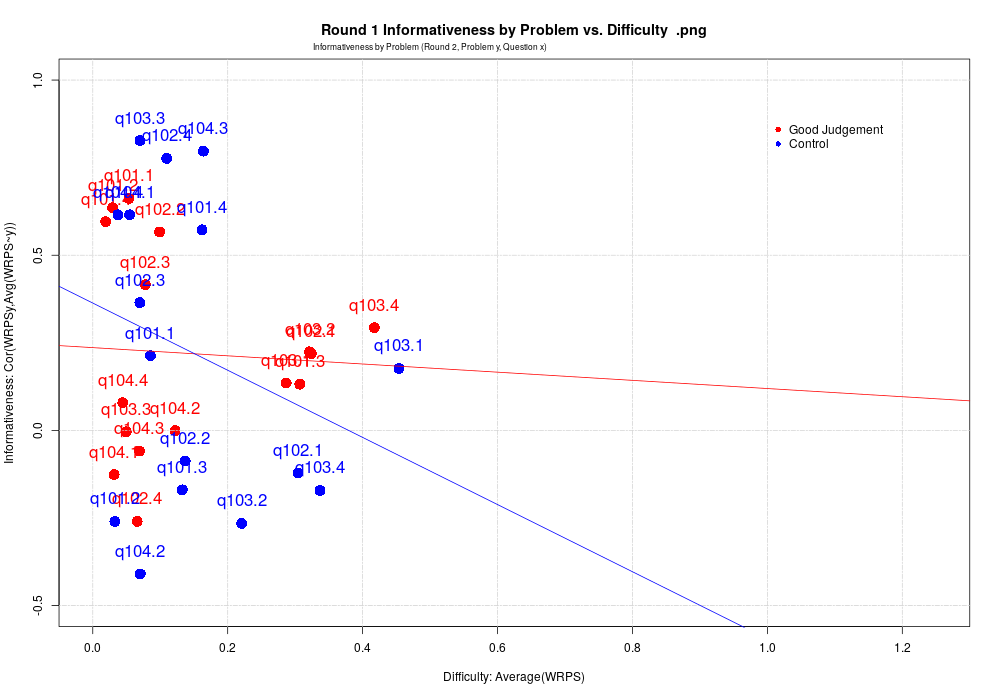 Round 1 Informativeness by Problem vs. Difficulty .png
Informativeness by Problem (Round 2, Problem y, Question x)
Informativeness: Cor(WRPSy,Avg(WRPS~y))
1.0
0.5
0.0
-0.5
Good Judgement
Control
q103.3
q102.4
q104.3
q101.1
q101.2
q104.1
q102.2
q101.4
q102.3
q102.3
q101.1
q103.4
q103.1
q101.3
q104.4
q103.3
q104.2
q104.3
q102.2
q104.1
q101.3
q102.1
q103.4
q101.2
q102.4
q103.2
q104.2
0.0
0.2
0.4
0.6
0.8
1.0
1.2
Difficulty: Average(WRPS)